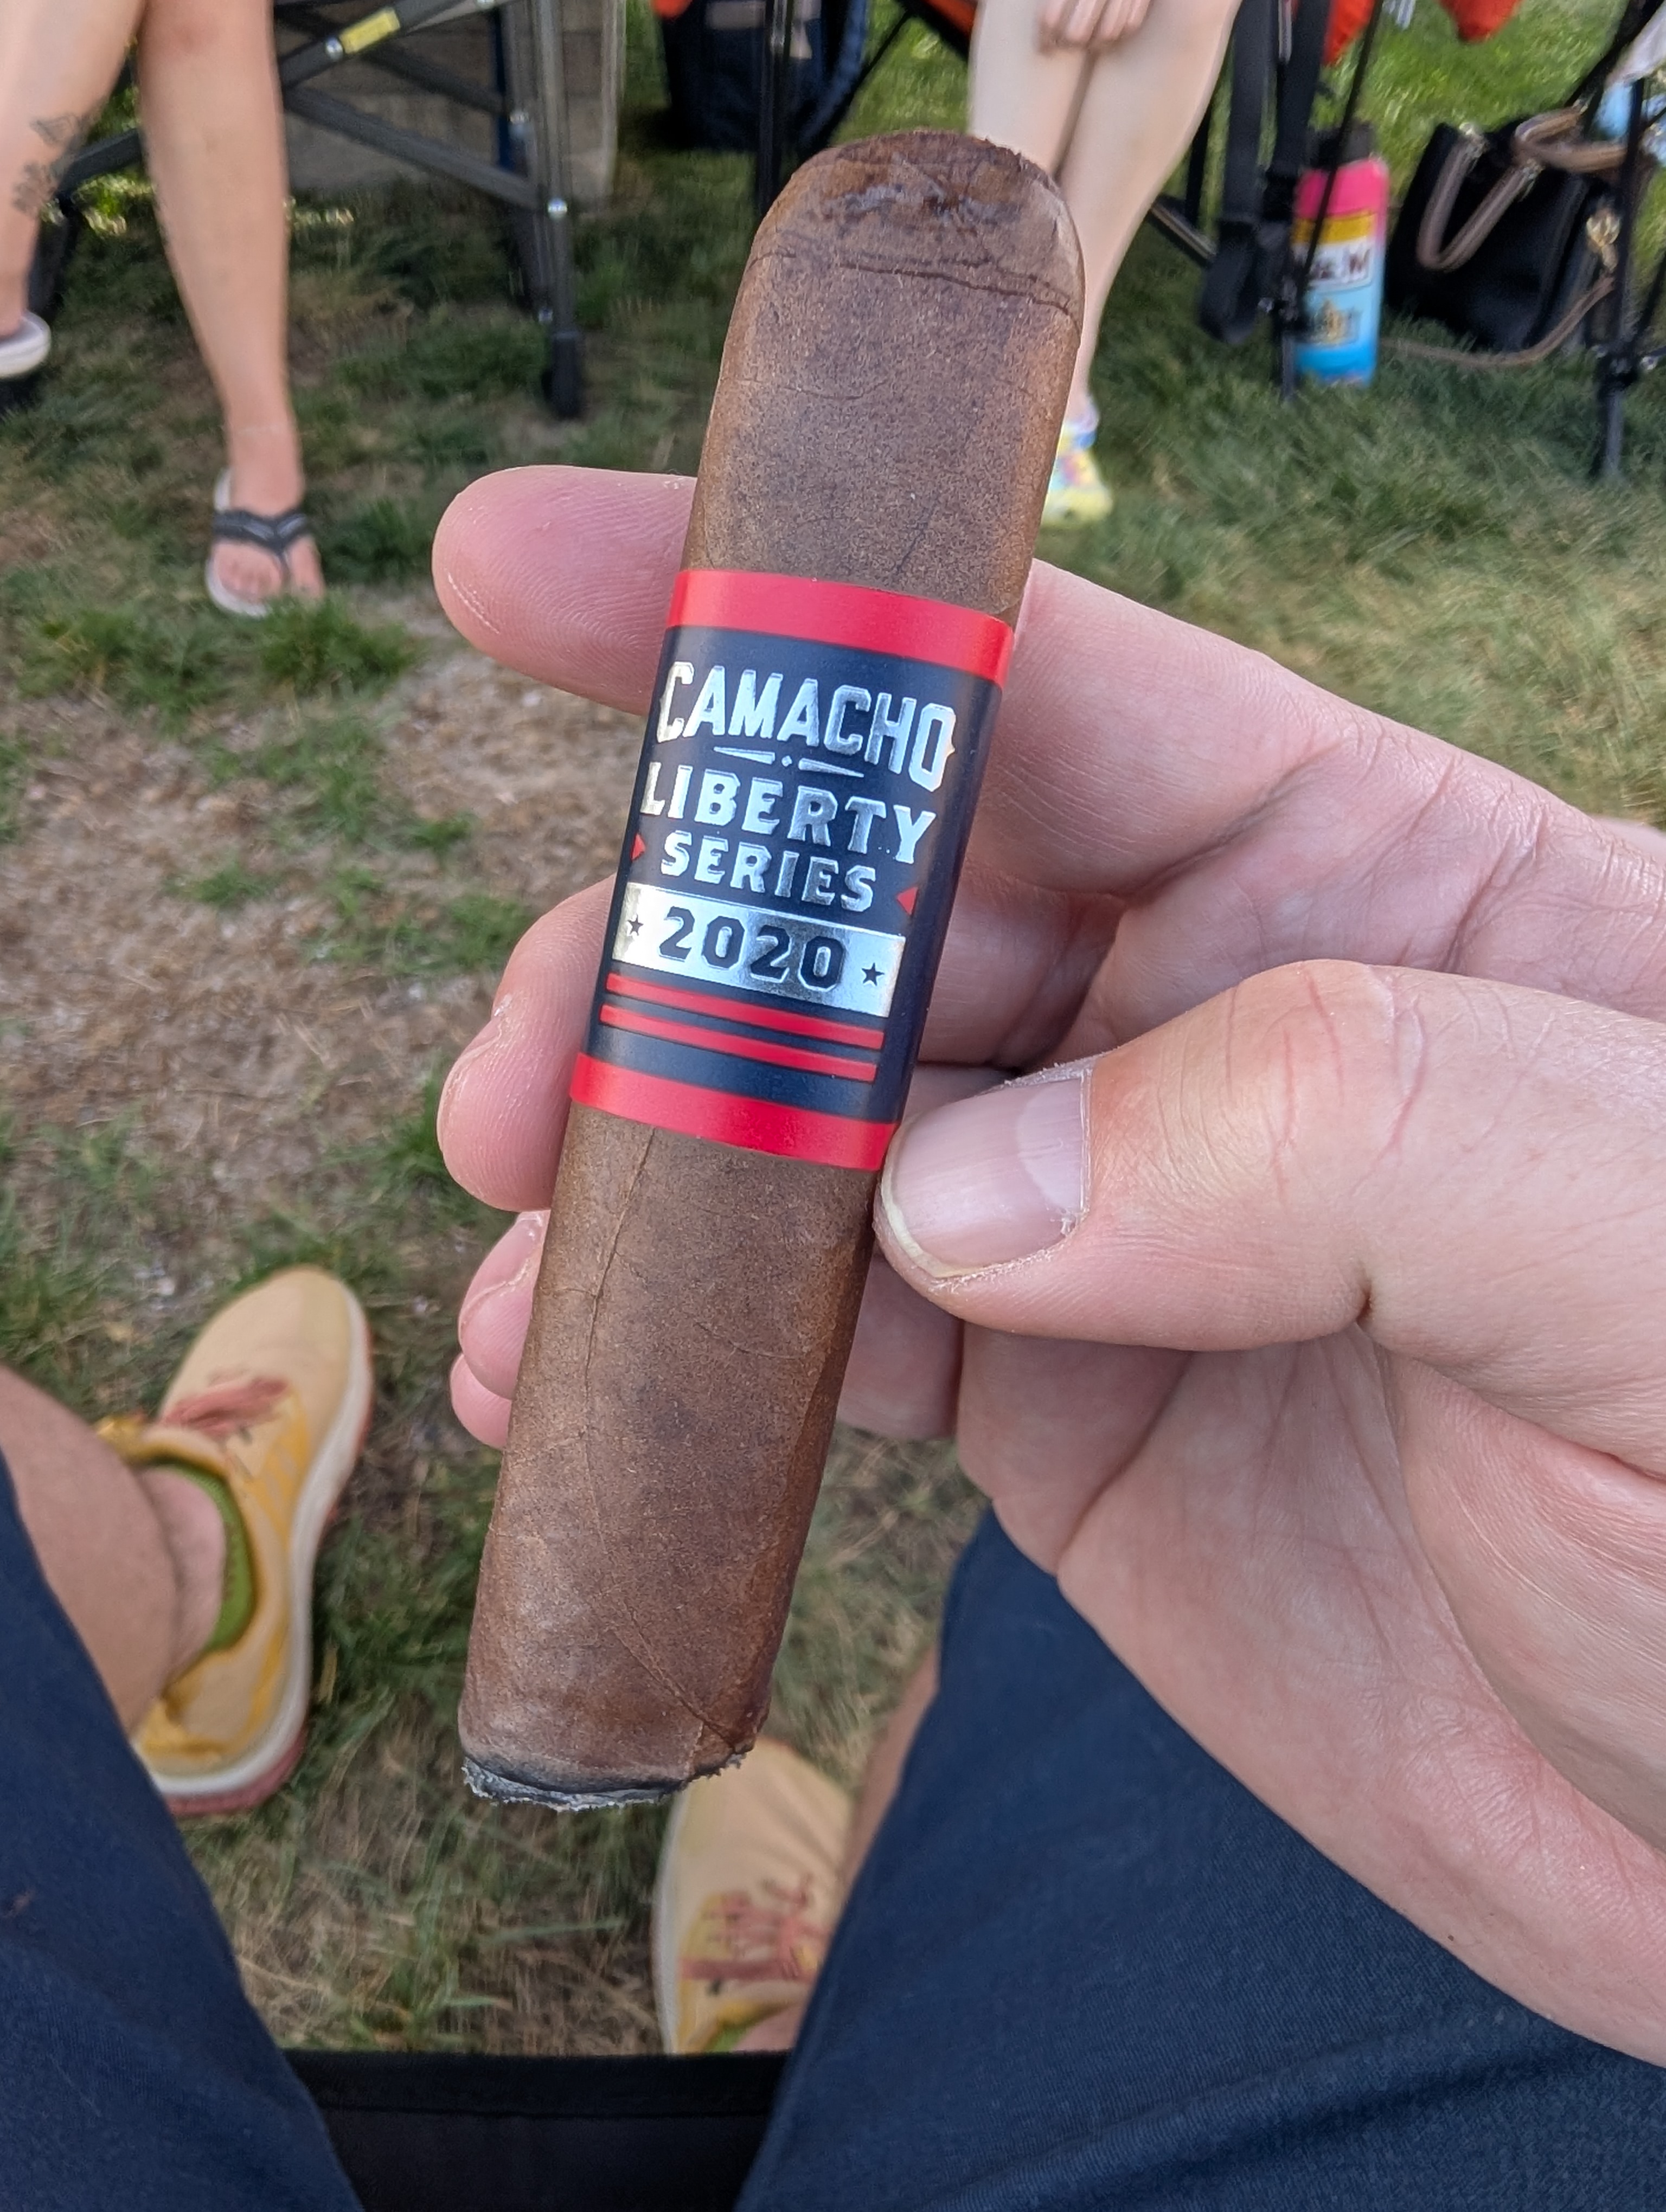 CAMACHO
LIBERTY
SERIES
★ 2020 ★